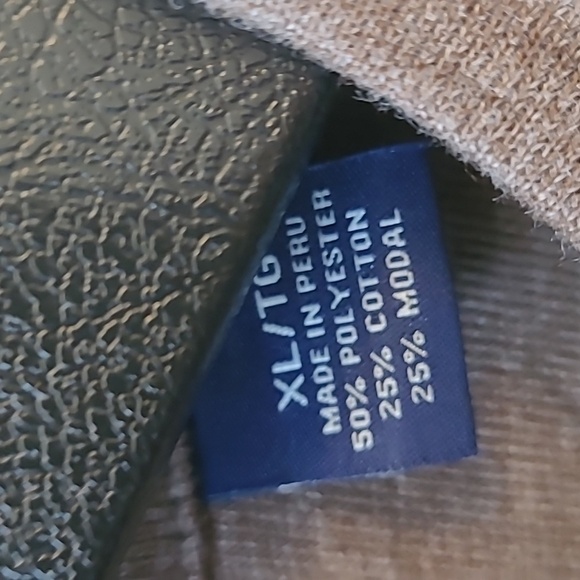 XL/TG
MADE IN PERU
50% POLYESTER
25% COTTON
25% MODAL